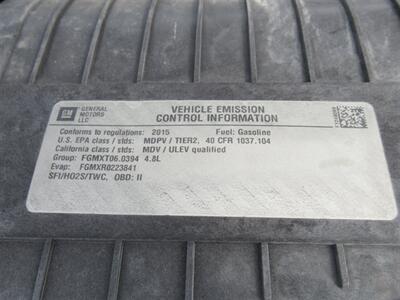 GM
GENERAL
MOTORS
LLC
VEHICLE EMISSION
CONTROL INFORMATION
Conforms to regulations: 2015 Fuel: Gasoline
U.S. EPA class / stds: MDPV / TIER2, 40 CFR 1037.104
California class / stds: MDV / ULEV qualified
Group: FGMXT06.0394 4.8L
Evap: FGMXR0223841
SFI/HO2S/TWC, OBD: II